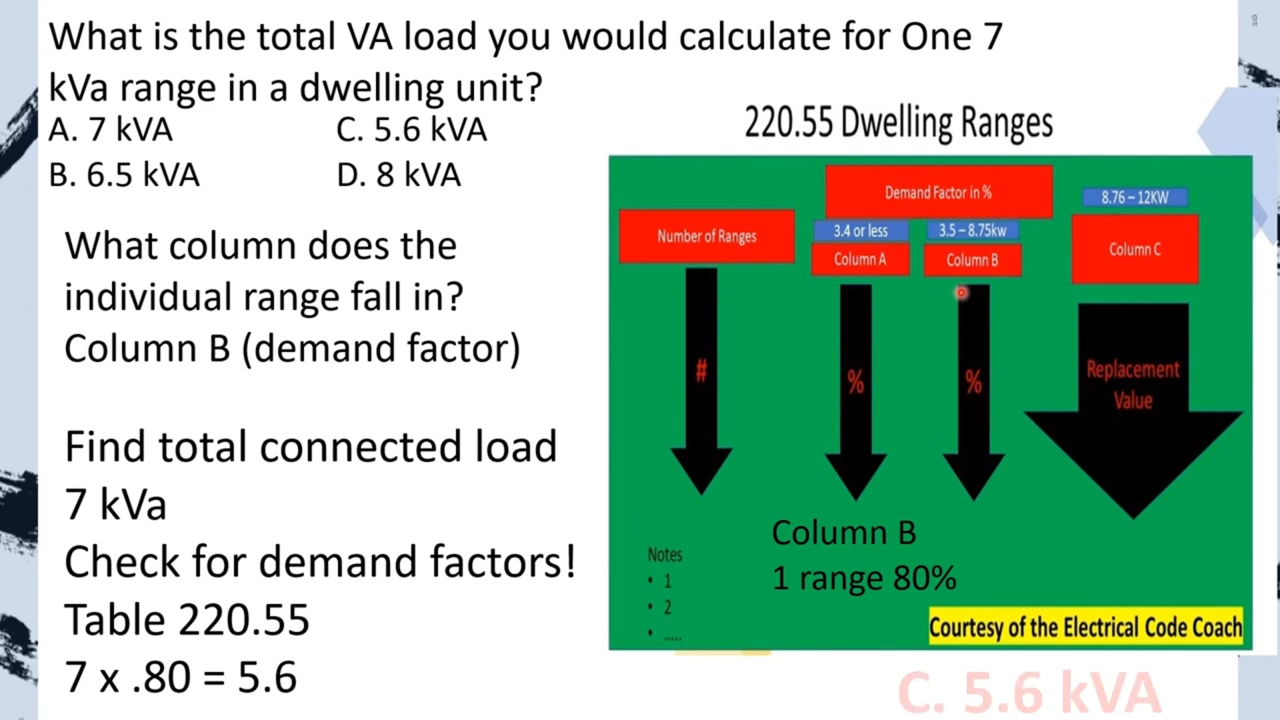 What is the total VA load you would calculate for One 7
kVa range in a dwelling unit?
A. 7 kVA
C. 5.6 kVA
B. 6.5 kVA
D. 8 kVA
What column does the
individual range fall in?
Column B (demand factor)
Find total connected load
7 kVa
Check for demand factors!
Table 220.55
7 x .80 = 5.6
220.55 Dwelling Ranges
Demand Factor in %
8.76 – 12KW
Number of Ranges
3.4 or less
3.5 – 8.75kw
Column A
Column B
Column C
#
%
%
Replacement
Value
Column B
1 range 80%
Notes
• 1
• 2
• .....
Courtesy of the Electrical Code Coach
C. 5.6 kVA